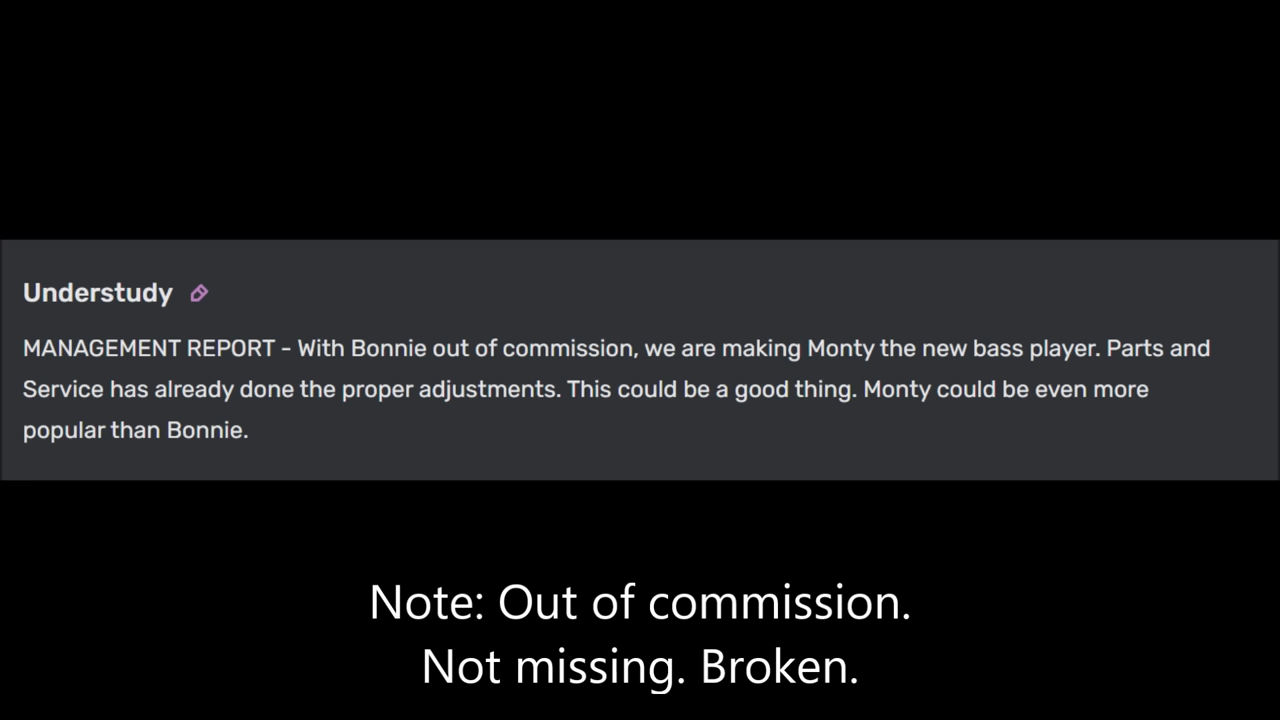 Understudy
MANAGEMENT REPORT - With Bonnie out of commission, we are making Monty the new bass player. Parts and
Service has already done the proper adjustments. This could be a good thing. Monty could be even more
popular than Bonnie.
Note: Out of commission.
Not missing. Broken.